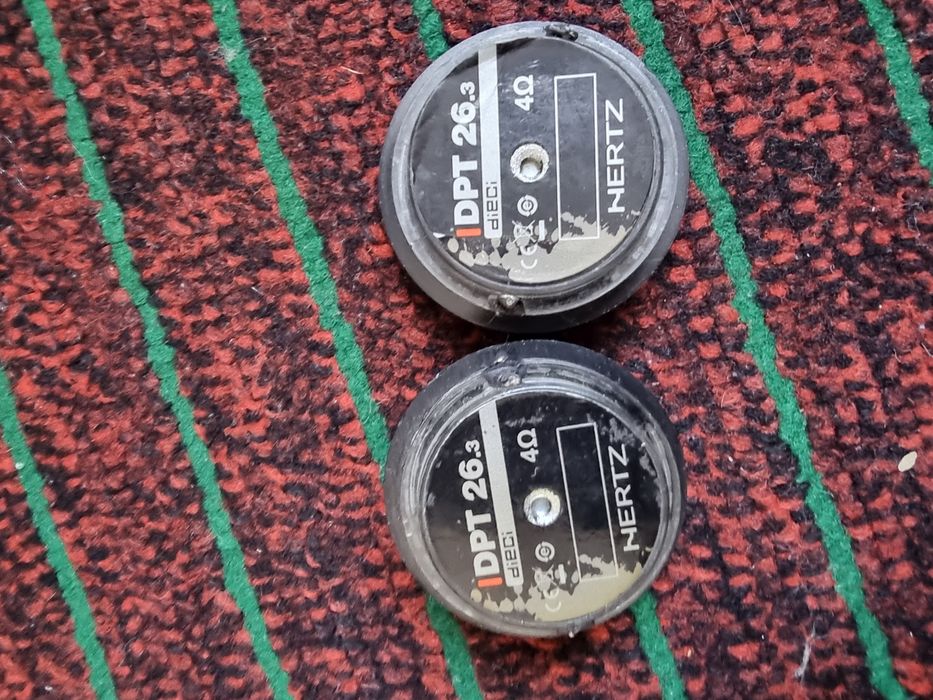 DPT 26.3
dieci
4Ω
CE
HERTZ
DPT 26.3
dieci
4Ω
CE
HERTZ